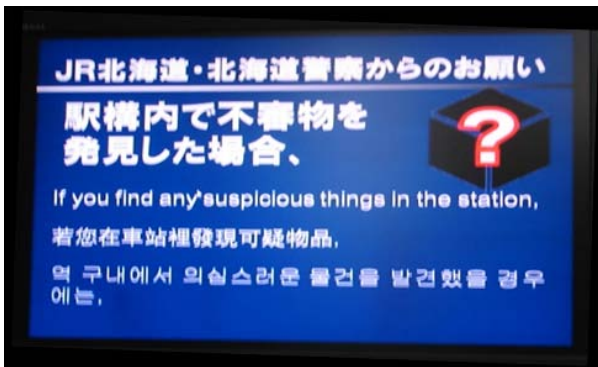 JR北海道・北海道警察からのお願い
駅構内で不審物を
発見した場合、
?
If you find any suspicious things in the station,
若您在車站裡發現可疑物品,
역 구내에서 의심스러운 물건을 발견했을 경우
에는,